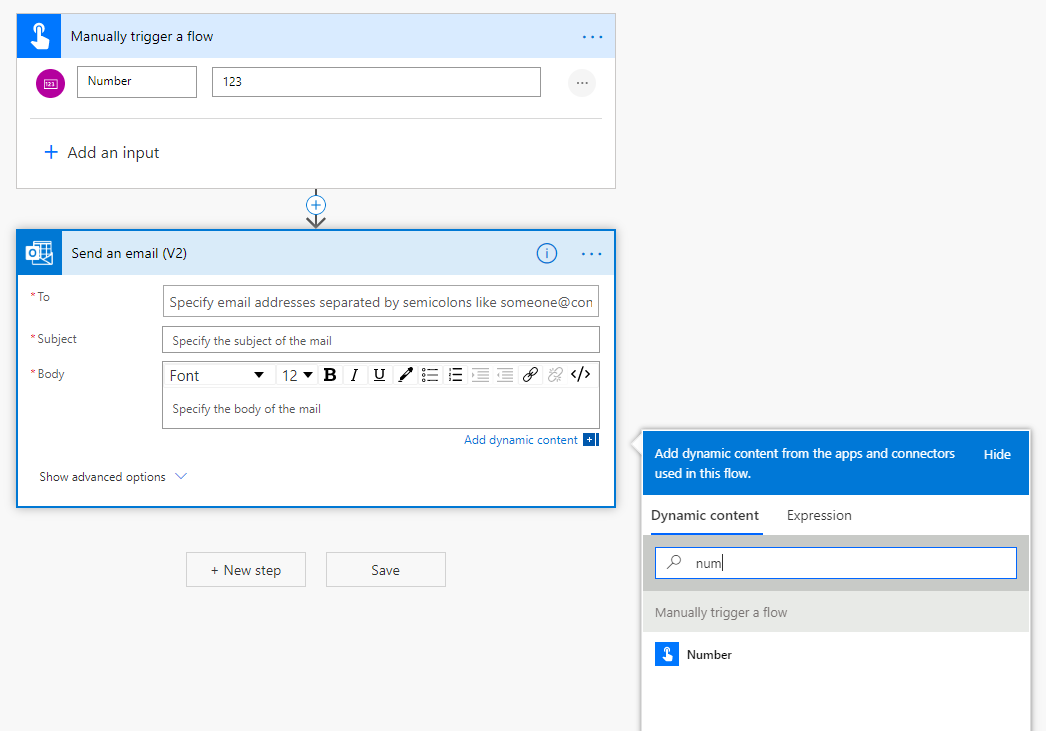 Manually trigger a flow
123
Number
123
Add an input
Send an email (V2)
* To
Specify email addresses separated by semicolons like someone@con
* Subject
Specify the subject of the mail
* Body
Font
12
B I U </>
Specify the body of the mail
Add dynamic content
Show advanced options
+ New step
Save
Add dynamic content from the apps and connectors
used in this flow.
Hide
Dynamic content
Expression
num
Manually trigger a flow
Number